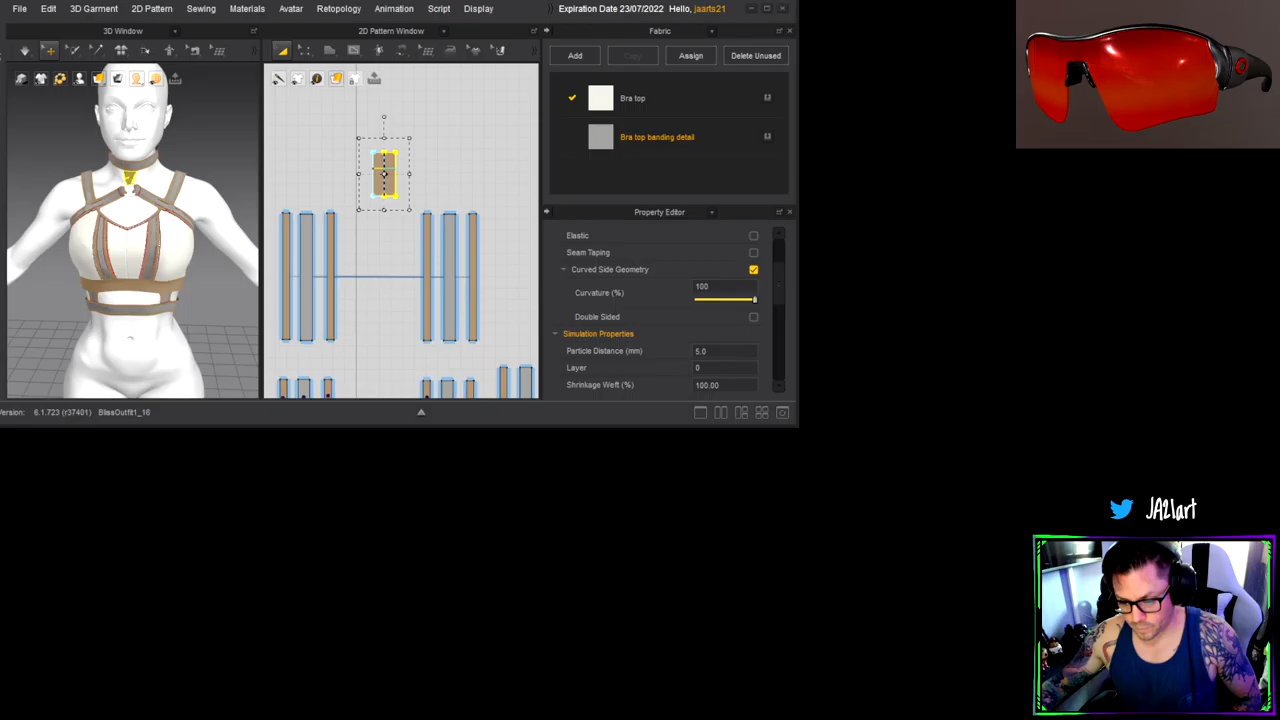 File Edit 3D Garment 2D Pattern Sewing Materials Avatar Retopology Animation Script Display Expiration Date 23/07/2022 Hello, jaarts21
3D Window
2D Pattern Window
Fabric
Add Copy Assign Delete Unused
Bra top
Bra top banding detail
Property Editor
Elastic
Seam Taping
Curved Side Geometry
Curvature (%) 100
Double Sided
Simulation Properties
Particle Distance (mm) 5.0
Layer 0
Shrinkage Weft (%) 100.00
Version: 6.1.723 (r37401) BlissOutfit1_16
JA21art